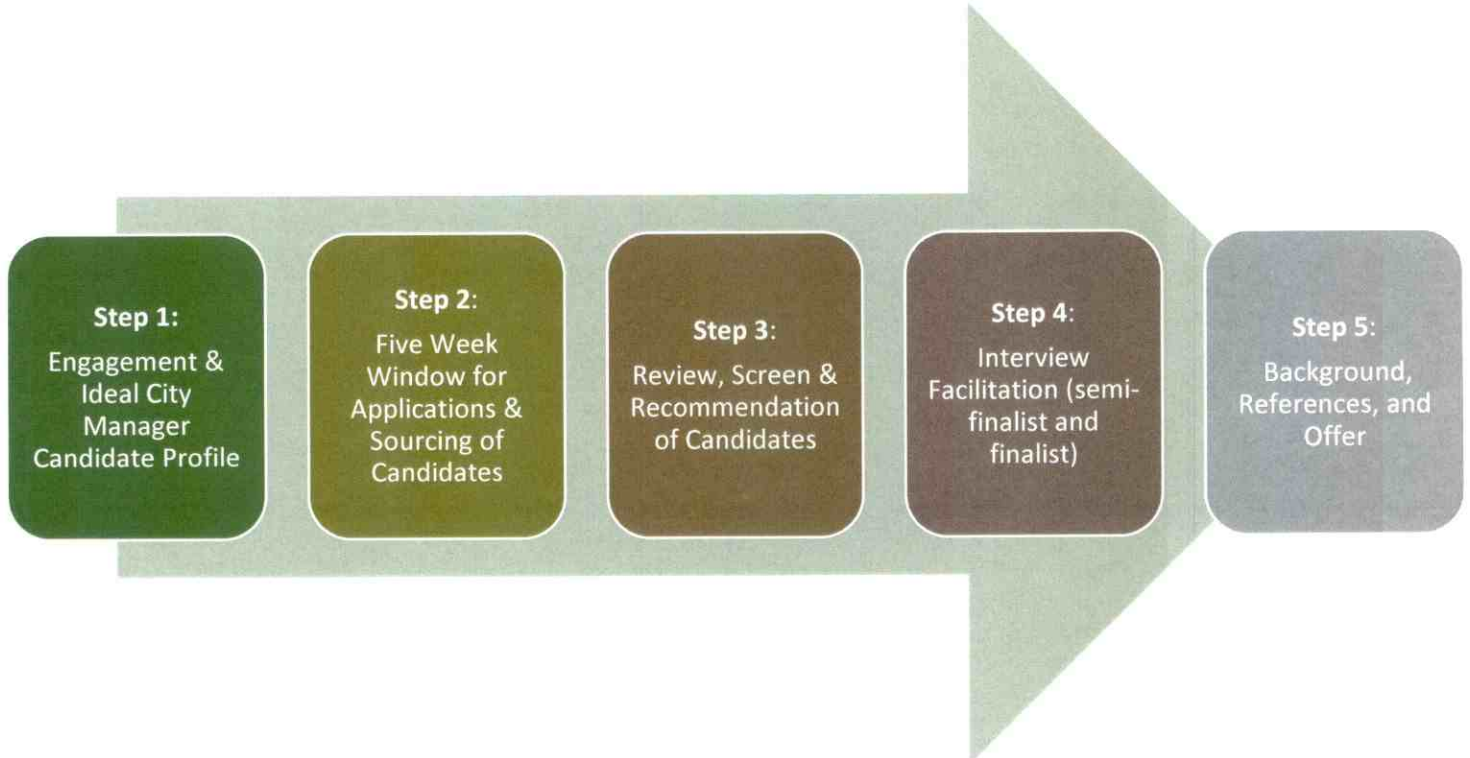 Step 1:
Engagement &
Ideal City
Manager
Candidate Profile
Step 2:
Five Week
Window for
Applications &
Sourcing of
Candidates
Step 3:
Review, Screen &
Recommendation
of Candidates
Step 4:
Interview
Facilitation (semi-
finalist and
finalist)
Step 5:
Background,
References, and
Offer